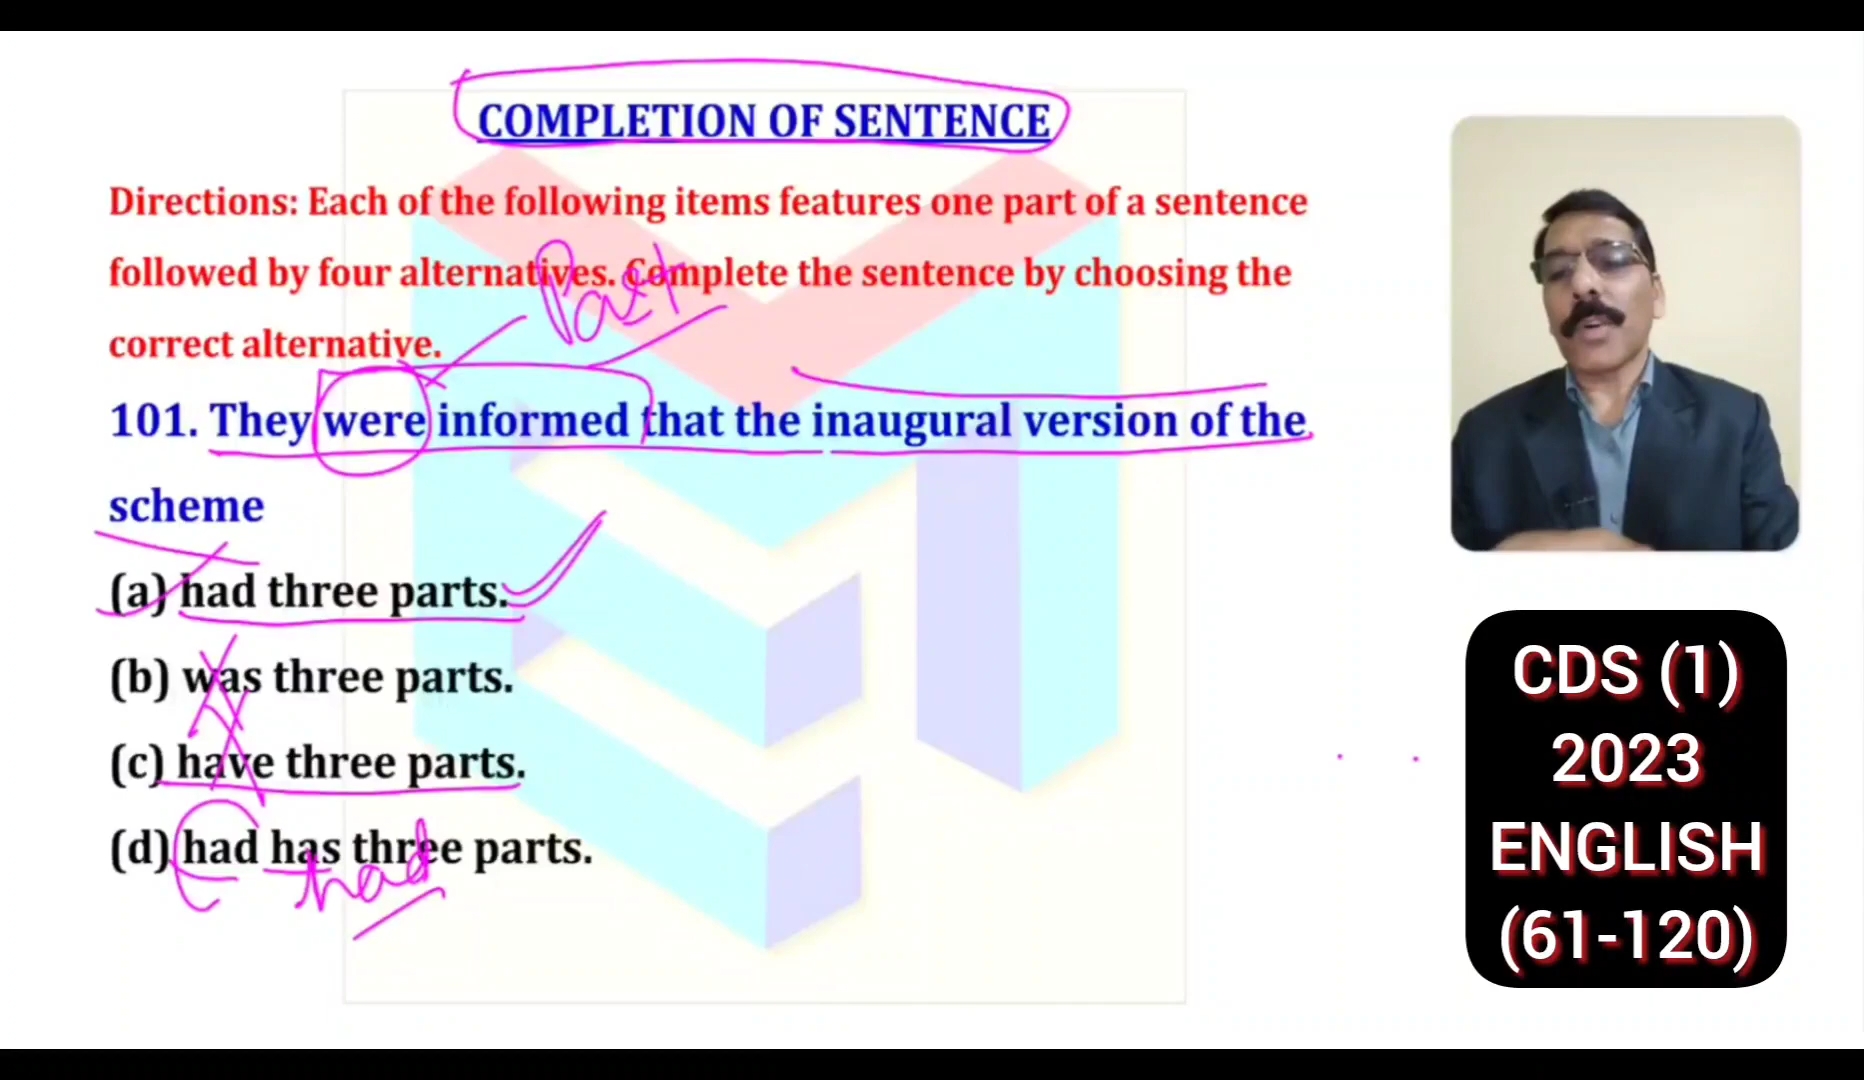 COMPLETION OF SENTENCE
Directions: Each of the following items features one part of a sentence
followed by four alternatives. Complete the sentence by choosing the
correct alternative.
Past
101. They were informed that the inaugural version of the
scheme
(a) had three parts.
(b) was three parts.
(c) have three parts.
(d) had has three parts.
had
CDS (1)
2023
ENGLISH
(61-120)